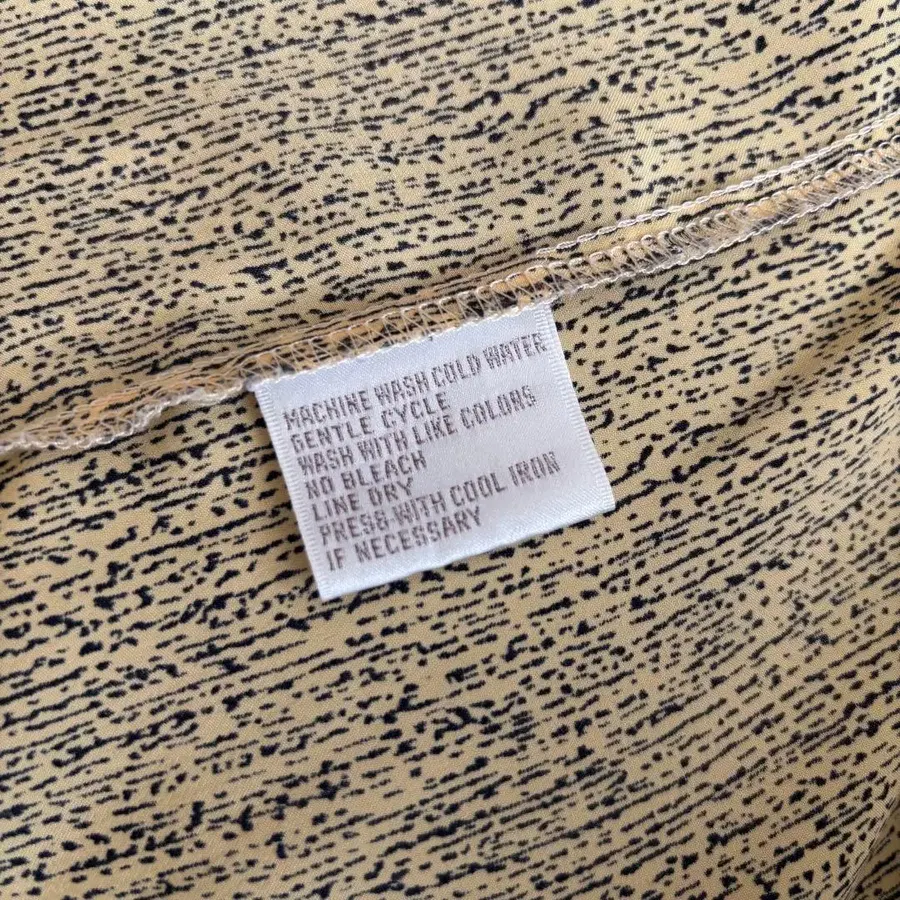 MACHINE WASH COLD WATER
GENTLE CYCLE
WASH WITH LIKE COLORS
NO BLEACH
LINE DRY
PRESS WITH COOL IRON
IF NECESSARY